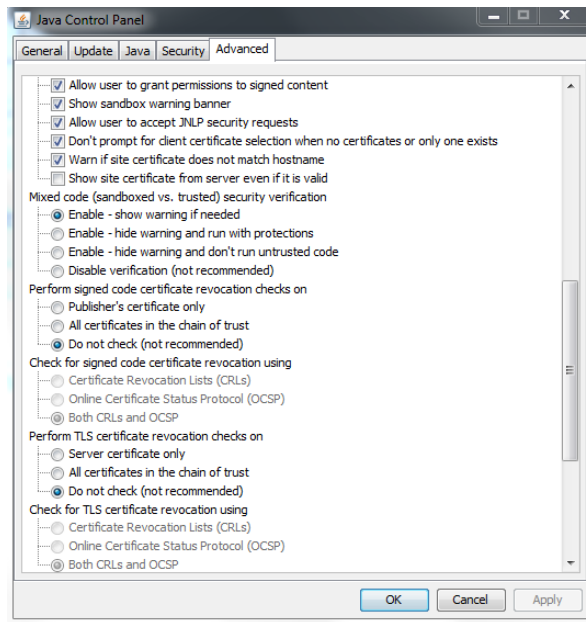 Java Control Panel
General Update Java Security Advanced
Allow user to grant permissions to signed content
Show sandbox warning banner
Allow user to accept JNLP security requests
Don't prompt for client certificate selection when no certificates or only one exists
Warn if site certificate does not match hostname
Show site certificate from server even if it is valid
Mixed code (sandboxed vs. trusted) security verification
Enable - show warning if needed
Enable - hide warning and run with protections
Enable - hide warning and don't run untrusted code
Disable verification (not recommended)
Perform signed code certificate revocation checks on
Publisher's certificate only
All certificates in the chain of trust
Do not check (not recommended)
Check for signed code certificate revocation using
Certificate Revocation Lists (CRLs)
Online Certificate Status Protocol (OCSP)
Both CRLs and OCSP
Perform TLS certificate revocation checks on
Server certificate only
All certificates in the chain of trust
Do not check (not recommended)
Check for TLS certificate revocation using
Certificate Revocation Lists (CRLs)
Online Certificate Status Protocol (OCSP)
Both CRLs and OCSP
OK Cancel Apply